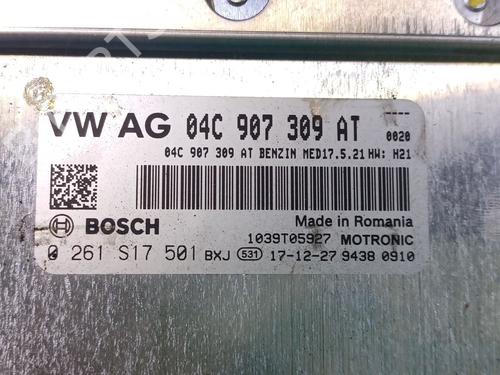 VW AG 04C 907 309 AT
0020
04C 907 309 AT BENZIN MED17.5.21 HW: H21
BOSCH
Made in Romania
1039T05927 MOTRONIC
0 261 S17 501 BXJ 531 17-12-27 9438 0910